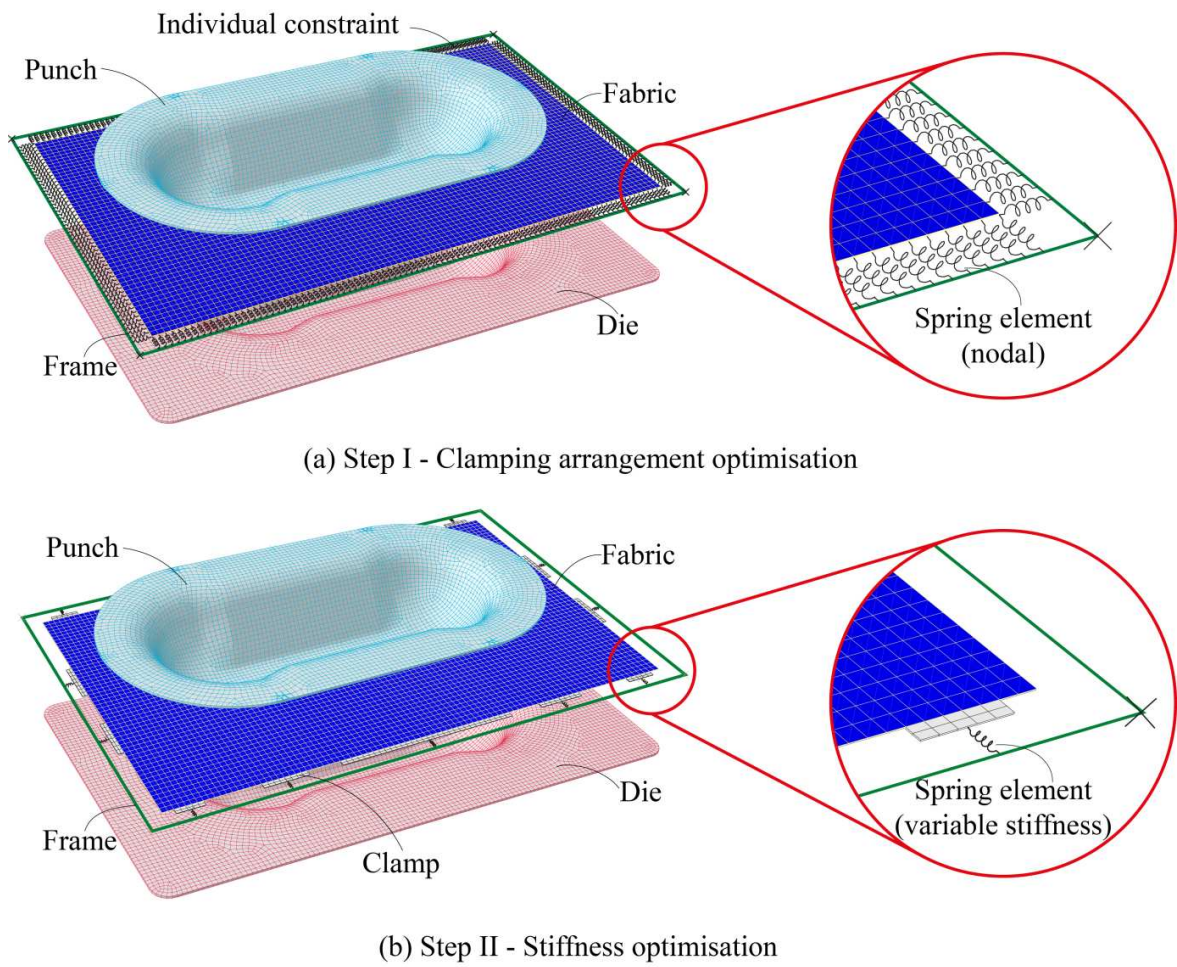 Individual constraint
Punch
Fabric
Die
Frame
Spring element
(nodal)
(a) Step I - Clamping arrangement optimisation
Punch
Fabric
Die
Frame
Clamp
Spring element
(variable stiffness)
(b) Step II - Stiffness optimisation